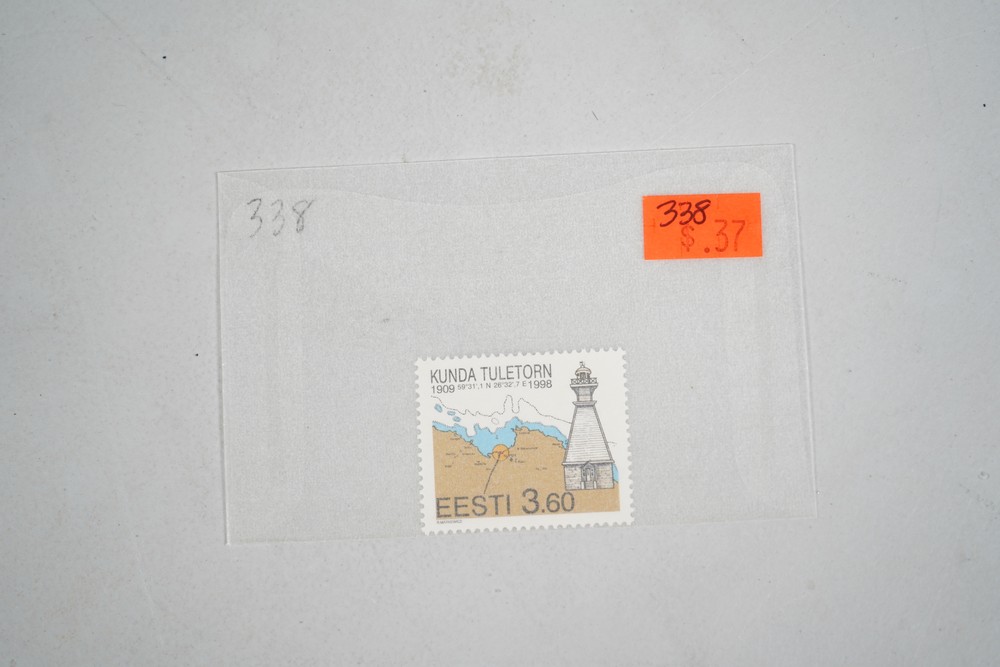 338
338
$.37
KUNDA TULETORN
1909 59°31',1 N 26°32',7 E 1998
EESTI 3.60